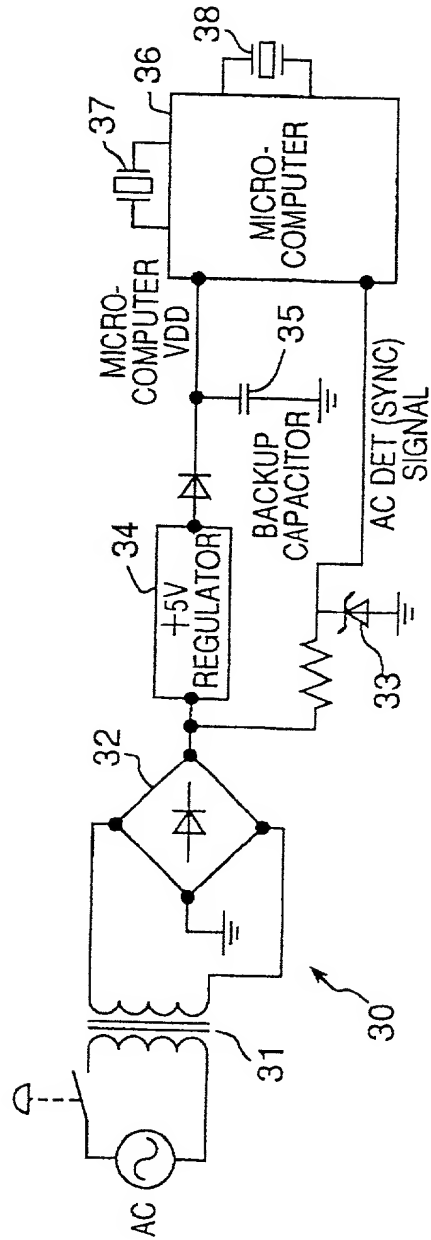 AC
30
31
32
33
34
+5V
REGULATOR
BACKUP
CAPACITOR
35
MICRO-
COMPUTER
VDD
AC DET (SYNC)
SIGNAL
MICRO-
COMPUTER
36
37
38